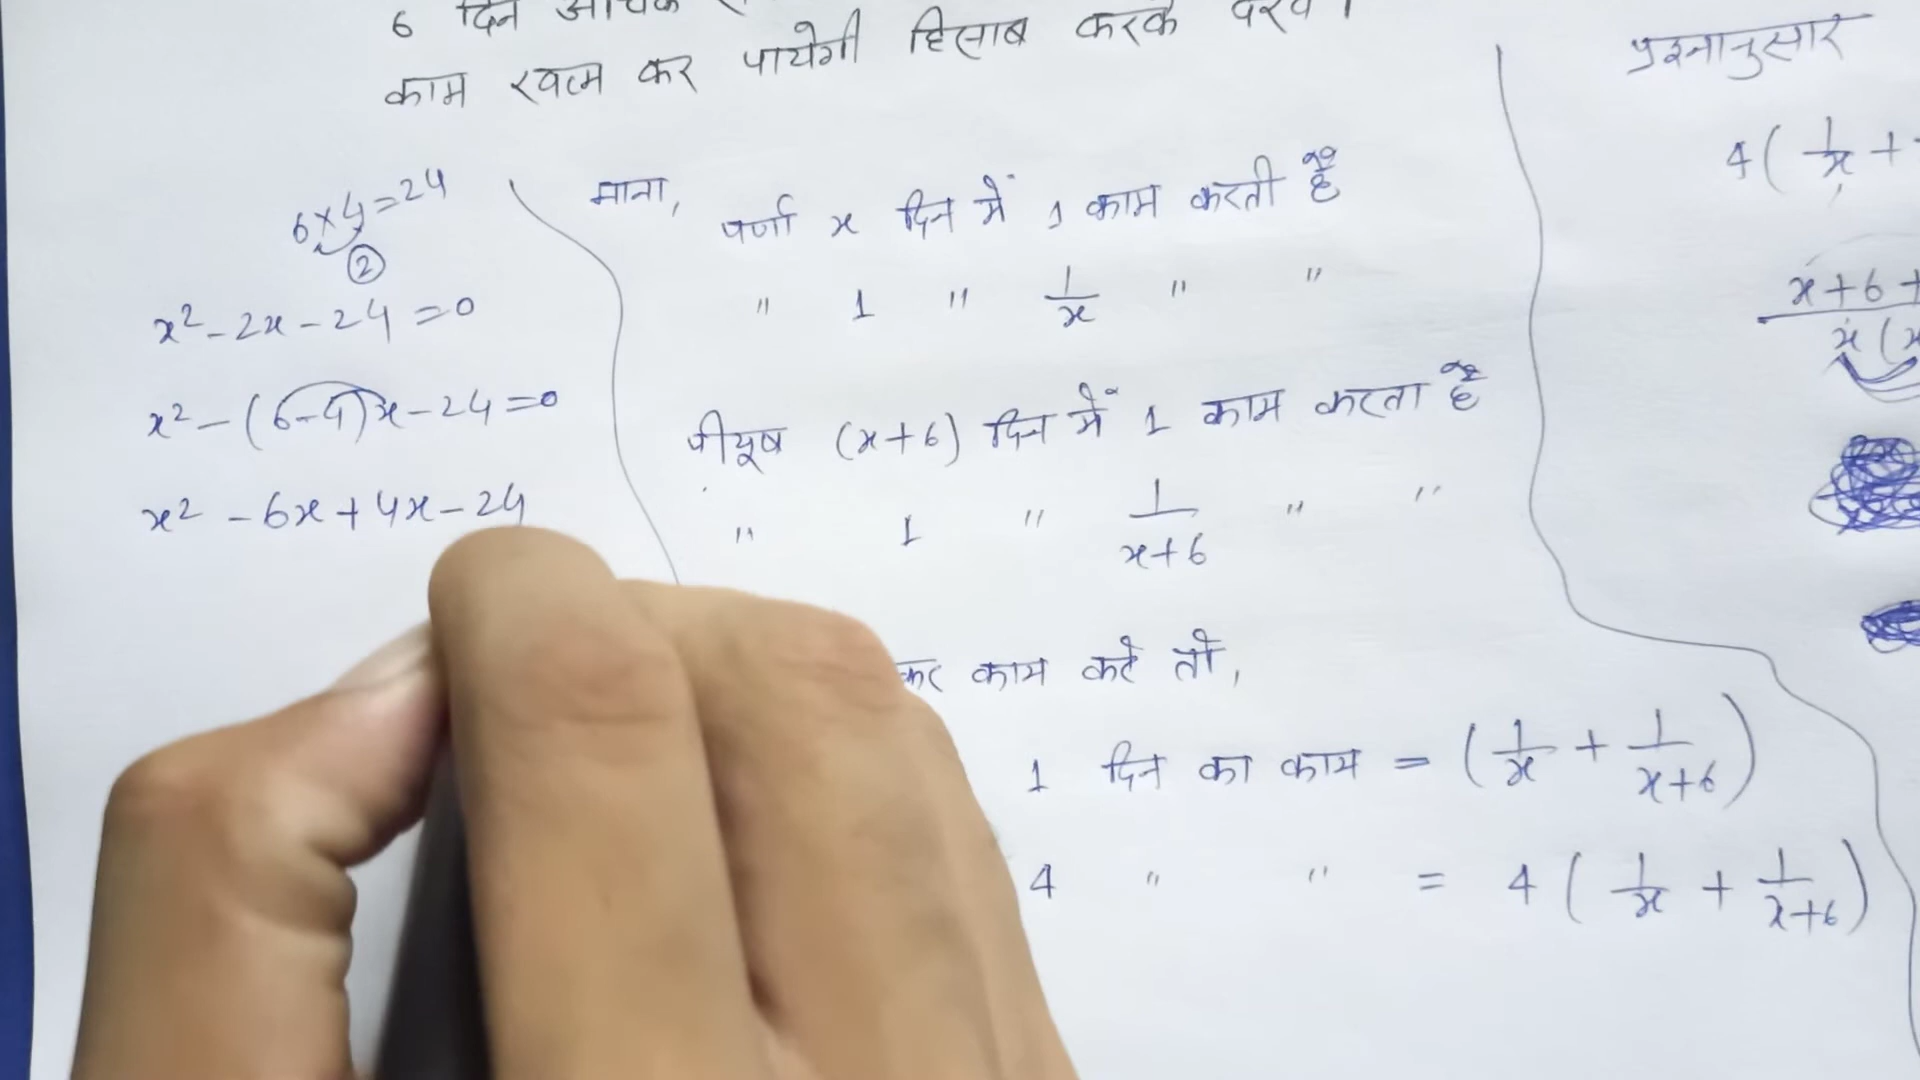 6 दिन
काम खत्म कर पायेगी हिसाब करके
6×4=24
2
x²-2x-24=0
x²-(6-4)x-24=0
x²-6x+4x-24
माना,
पर्णा x दिन में 1 काम करती है
" 1 " 1/x " "
पीयूष (x+6) दिन में 1 काम करता है
" 1 " 1/x+6 " "
कर काम करे तो,
1 दिन का काम = (1/x + 1/x+6)
4 " " = 4(1/x + 1/x+6)
प्रश्नानुसार
4(1/x +
x+6+
x(x